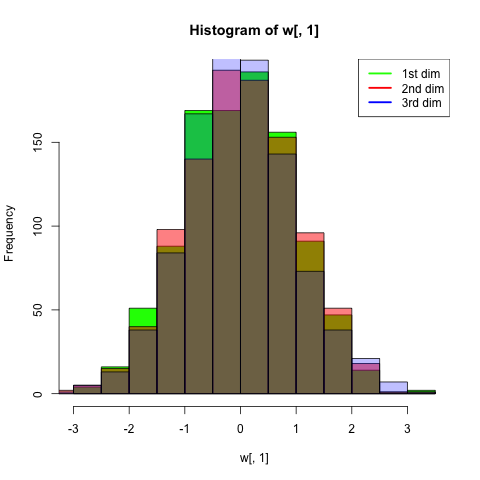 Histogram of w[, 1]
1st dim
2nd dim
3rd dim
Frequency
150
100
50
0
-3 -2 -1 0 1 2 3
w[, 1]